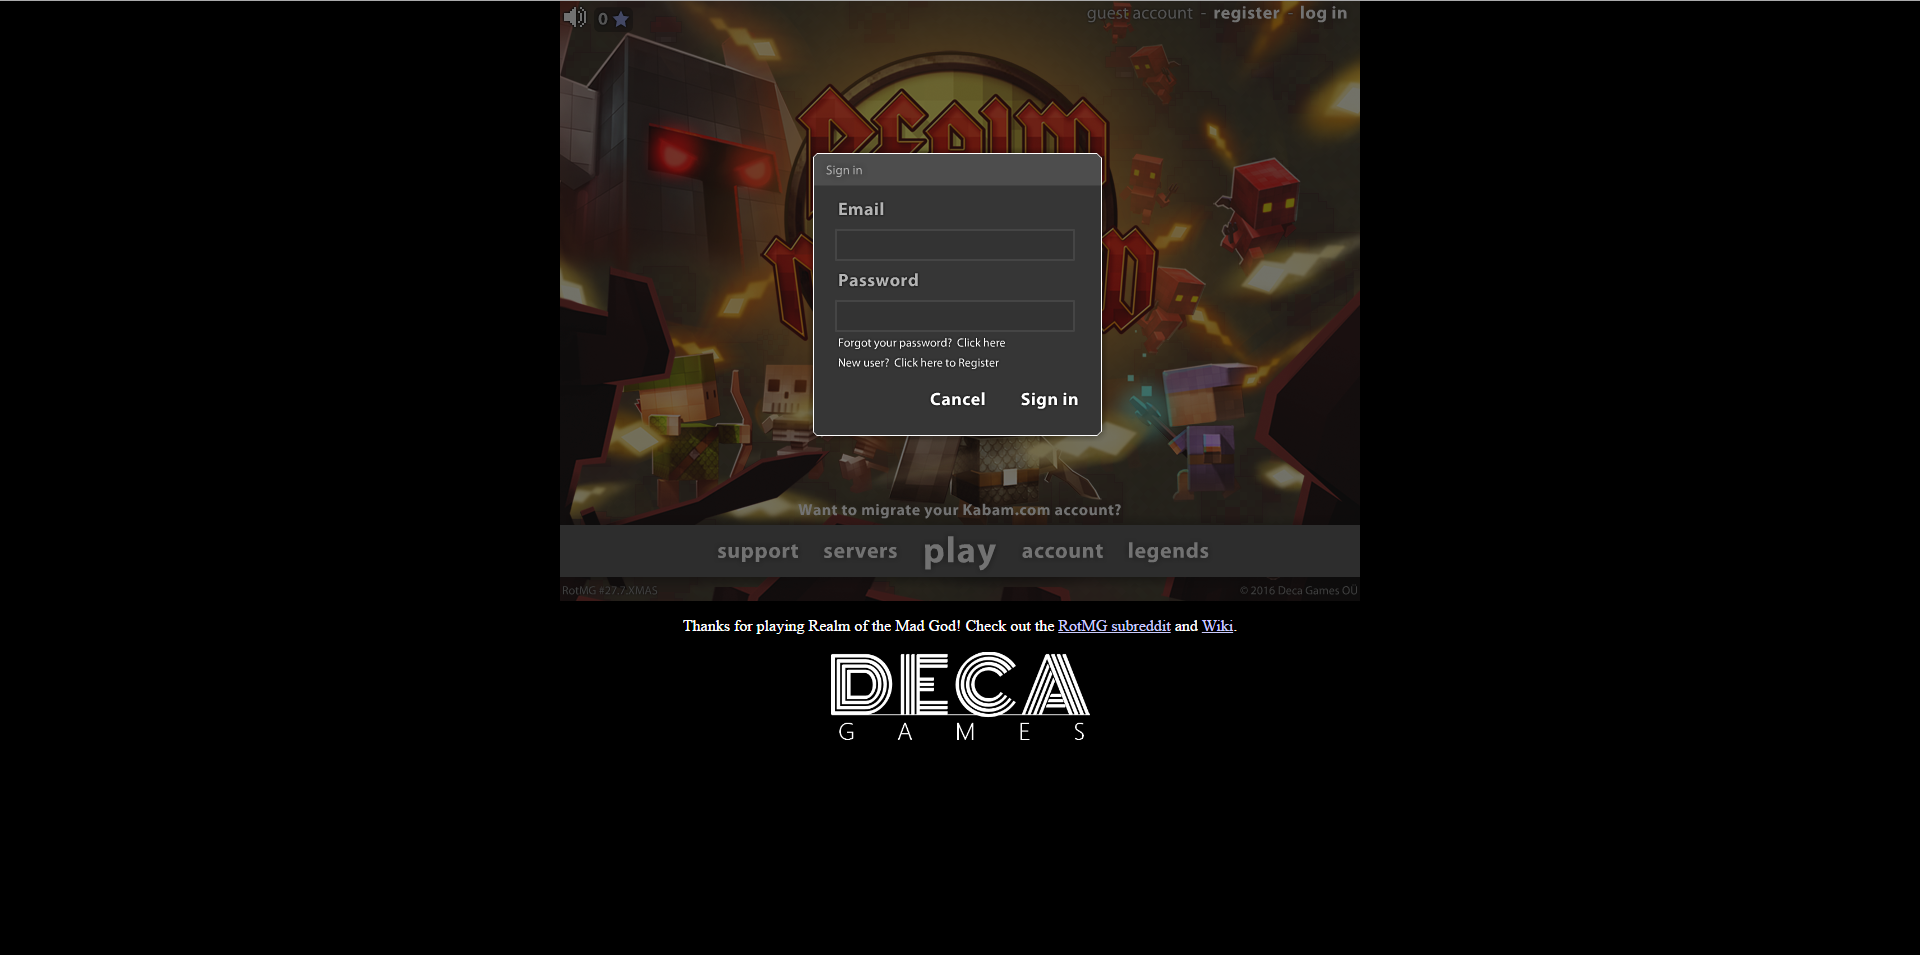 0
guest account - register - log in
REALM
Sign in
Email
Password
Forgot your password? Click here
New user? Click here to Register
Cancel Sign in
Want to migrate your Kabam.com account?
support servers play account legends
RotMG #27.7.XMAS
© 2016 Deca Games OÜ
Thanks for playing Realm of the Mad God! Check out the RotMG subreddit and Wiki.
DECA
GAMES